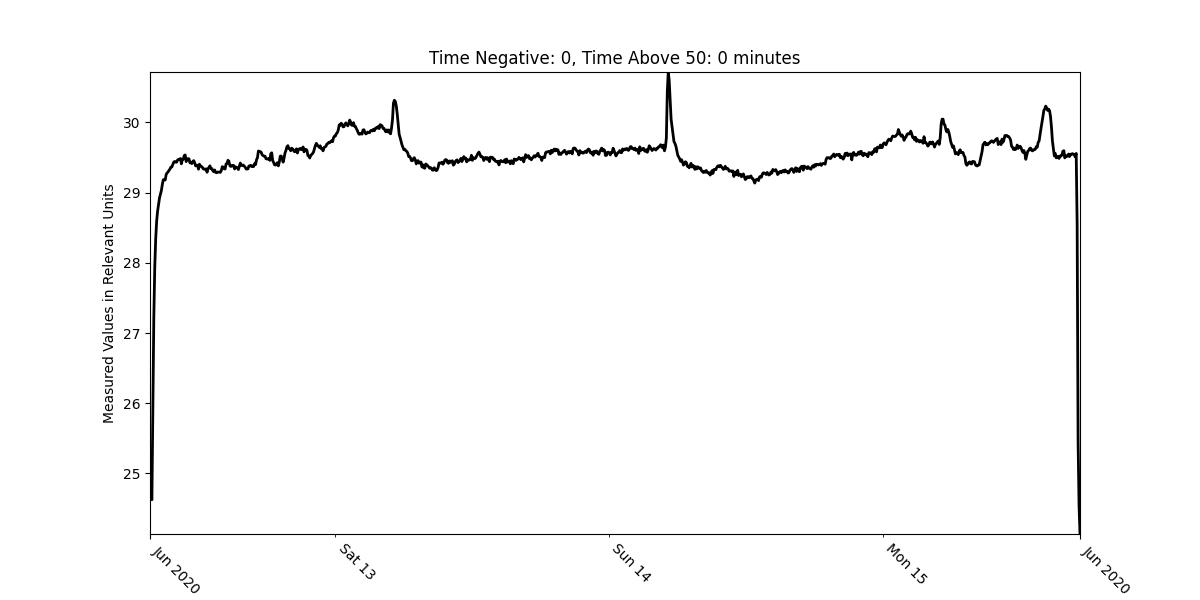 Time Negative: 0, Time Above 50: 0 minutes
Measured Values in Relevant Units
30
29
28
27
26
25
Jun 2020
Sat 13
Sun 14
Mon 15
Jun 2020